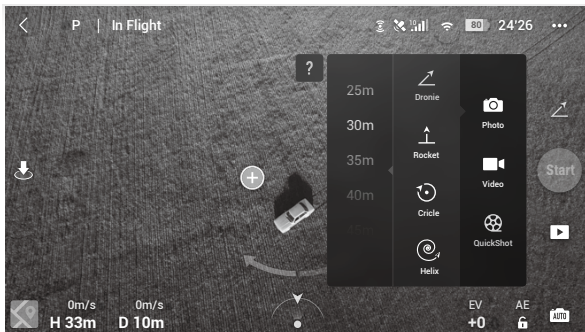 P | In Flight
10
80
24'26
?
25m
30m
35m
40m
Dronie
Rocket
Cricle
Helix
Photo
Video
QuickShot
Start
0m/s
0m/s
H 33m
D 10m
EV
+0
AE
AUTO